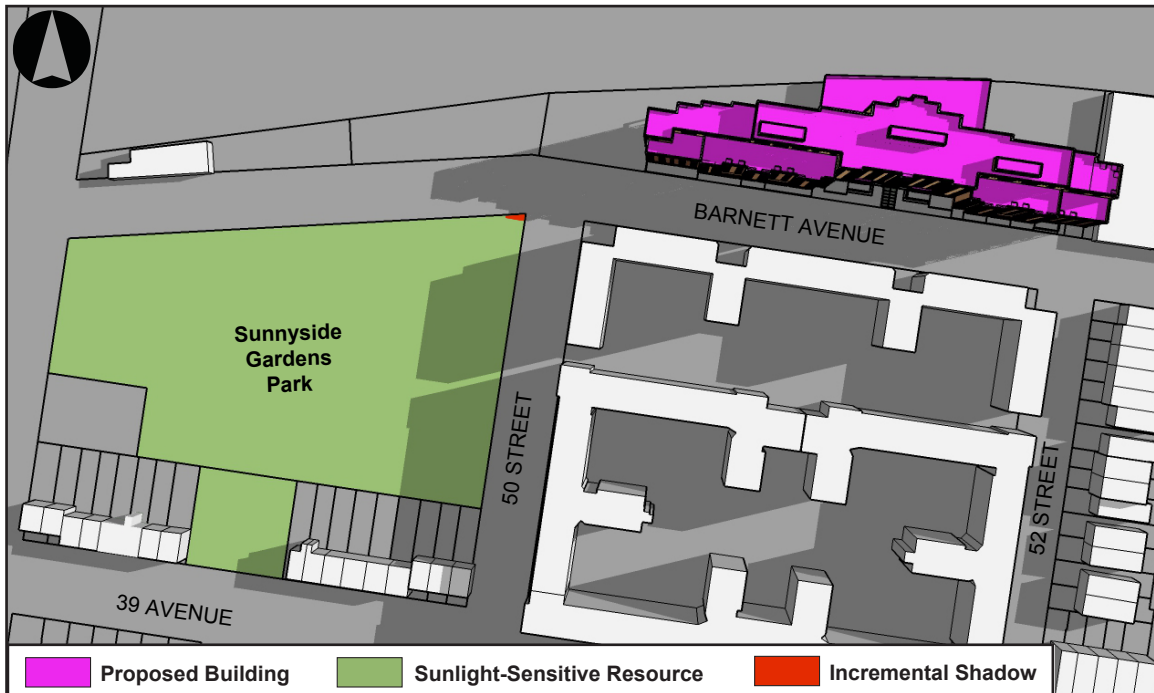 BARNETT AVENUE
Sunnyside
Gardens
Park
50 STREET
52 STREET
39 AVENUE
Proposed Building
Sunlight-Sensitive Resource
Incremental Shadow